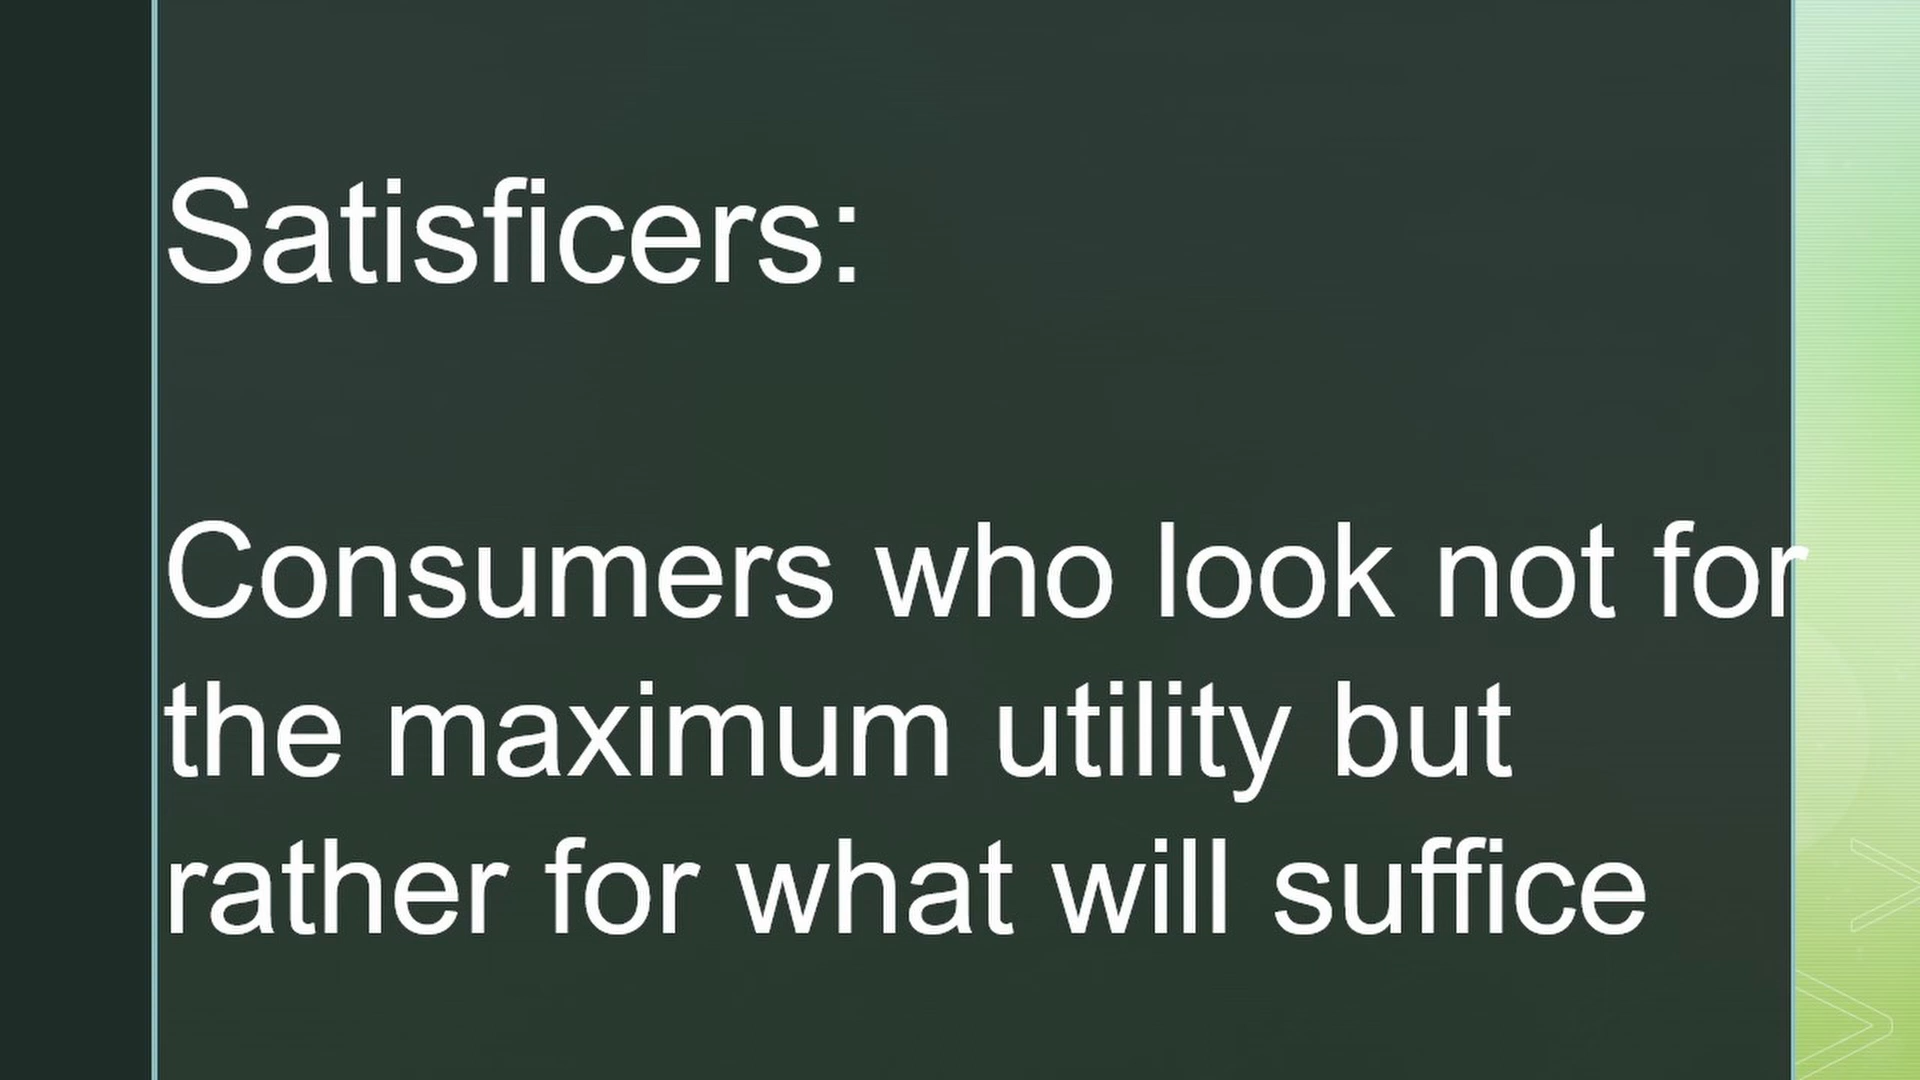 Satisficers:
Consumers who look not for
the maximum utility but
rather for what will suffice